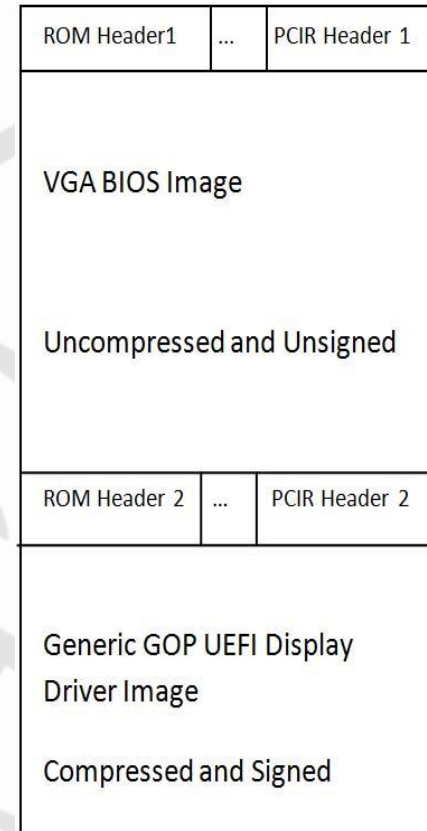 ROM Header1 ... PCIR Header 1
VGA BIOS Image
Uncompressed and Unsigned
ROM Header 2 ... PCIR Header 2
Generic GOP UEFI Display
Driver Image
Compressed and Signed